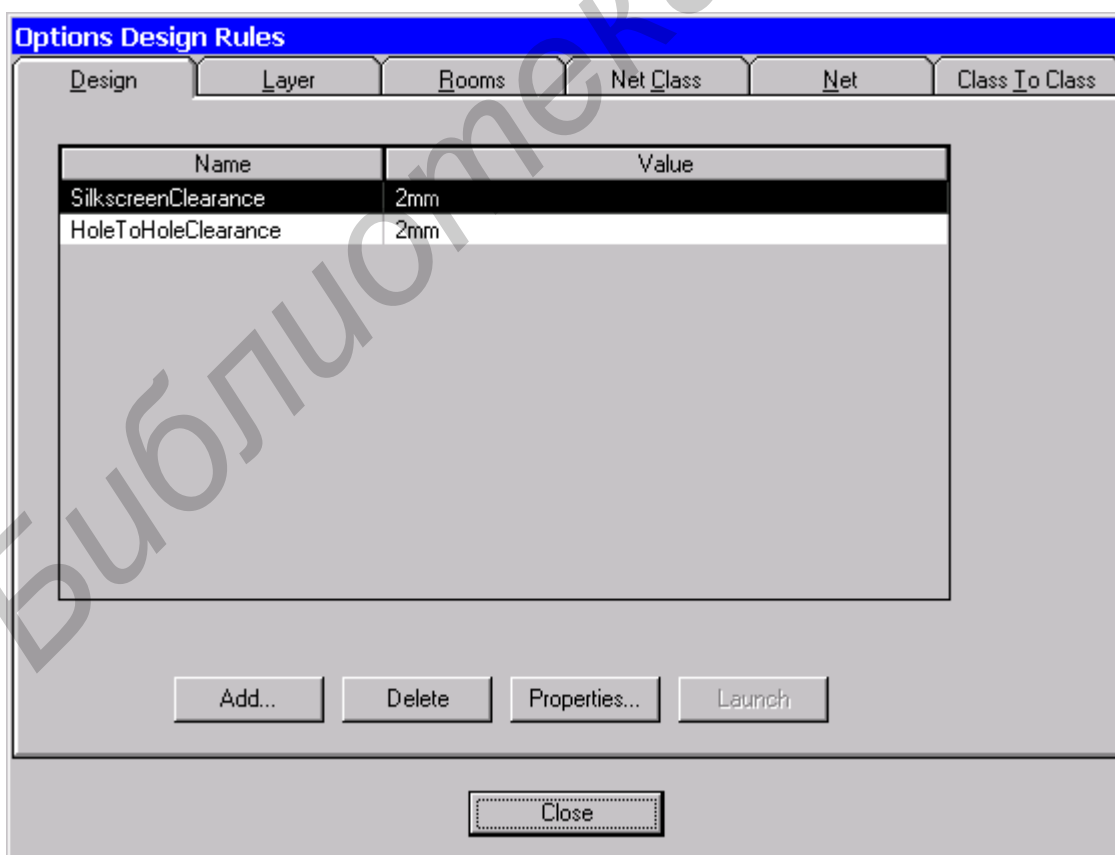 Options Design Rules
Design Layer Rooms Net Class Net Class To Class
Name Value
SilkscreenClearance 2mm
HoleToHoleClearance 2mm
Add... Delete Properties... Launch
Close
Библиотека